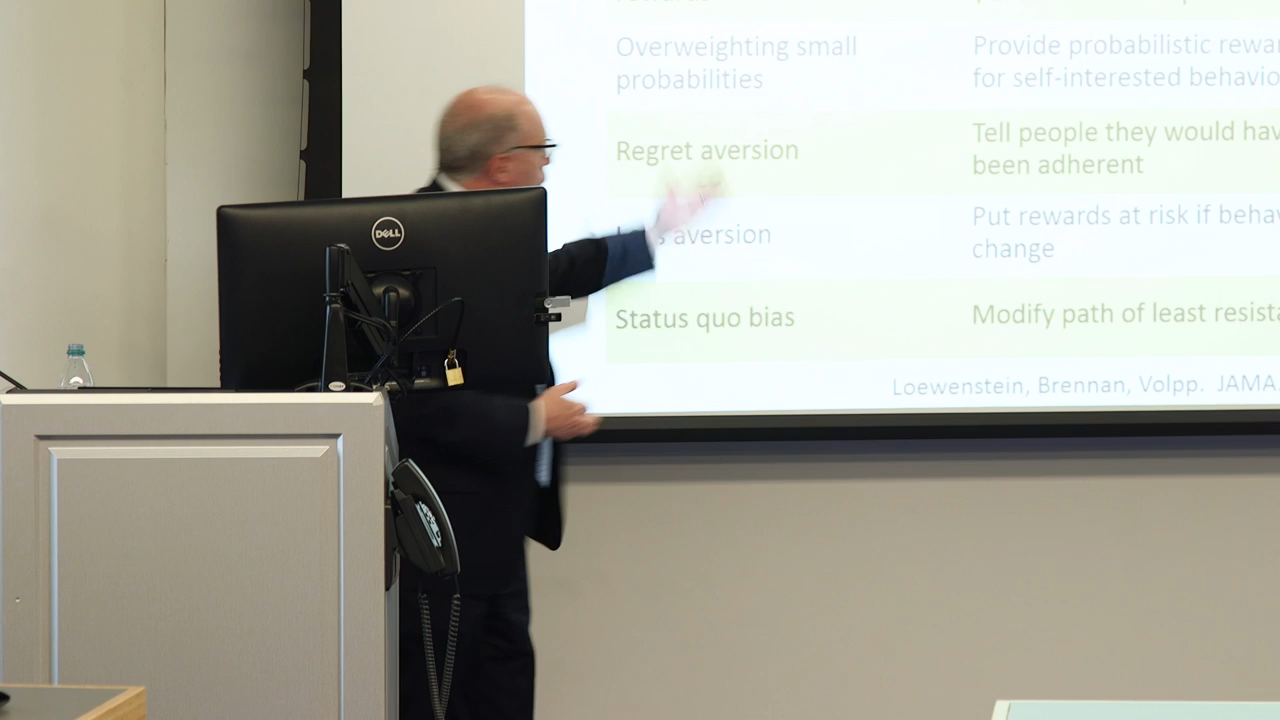 Overweighting small
probabilities
Provide probabilistic rewar
for self-interested behavio
Regret aversion
Tell people they would hav
been adherent
aversion
Put rewards at risk if behav
change
Status quo bias
Modify path of least resista
Loewenstein, Brennan, Volpp. JAMA
DELL